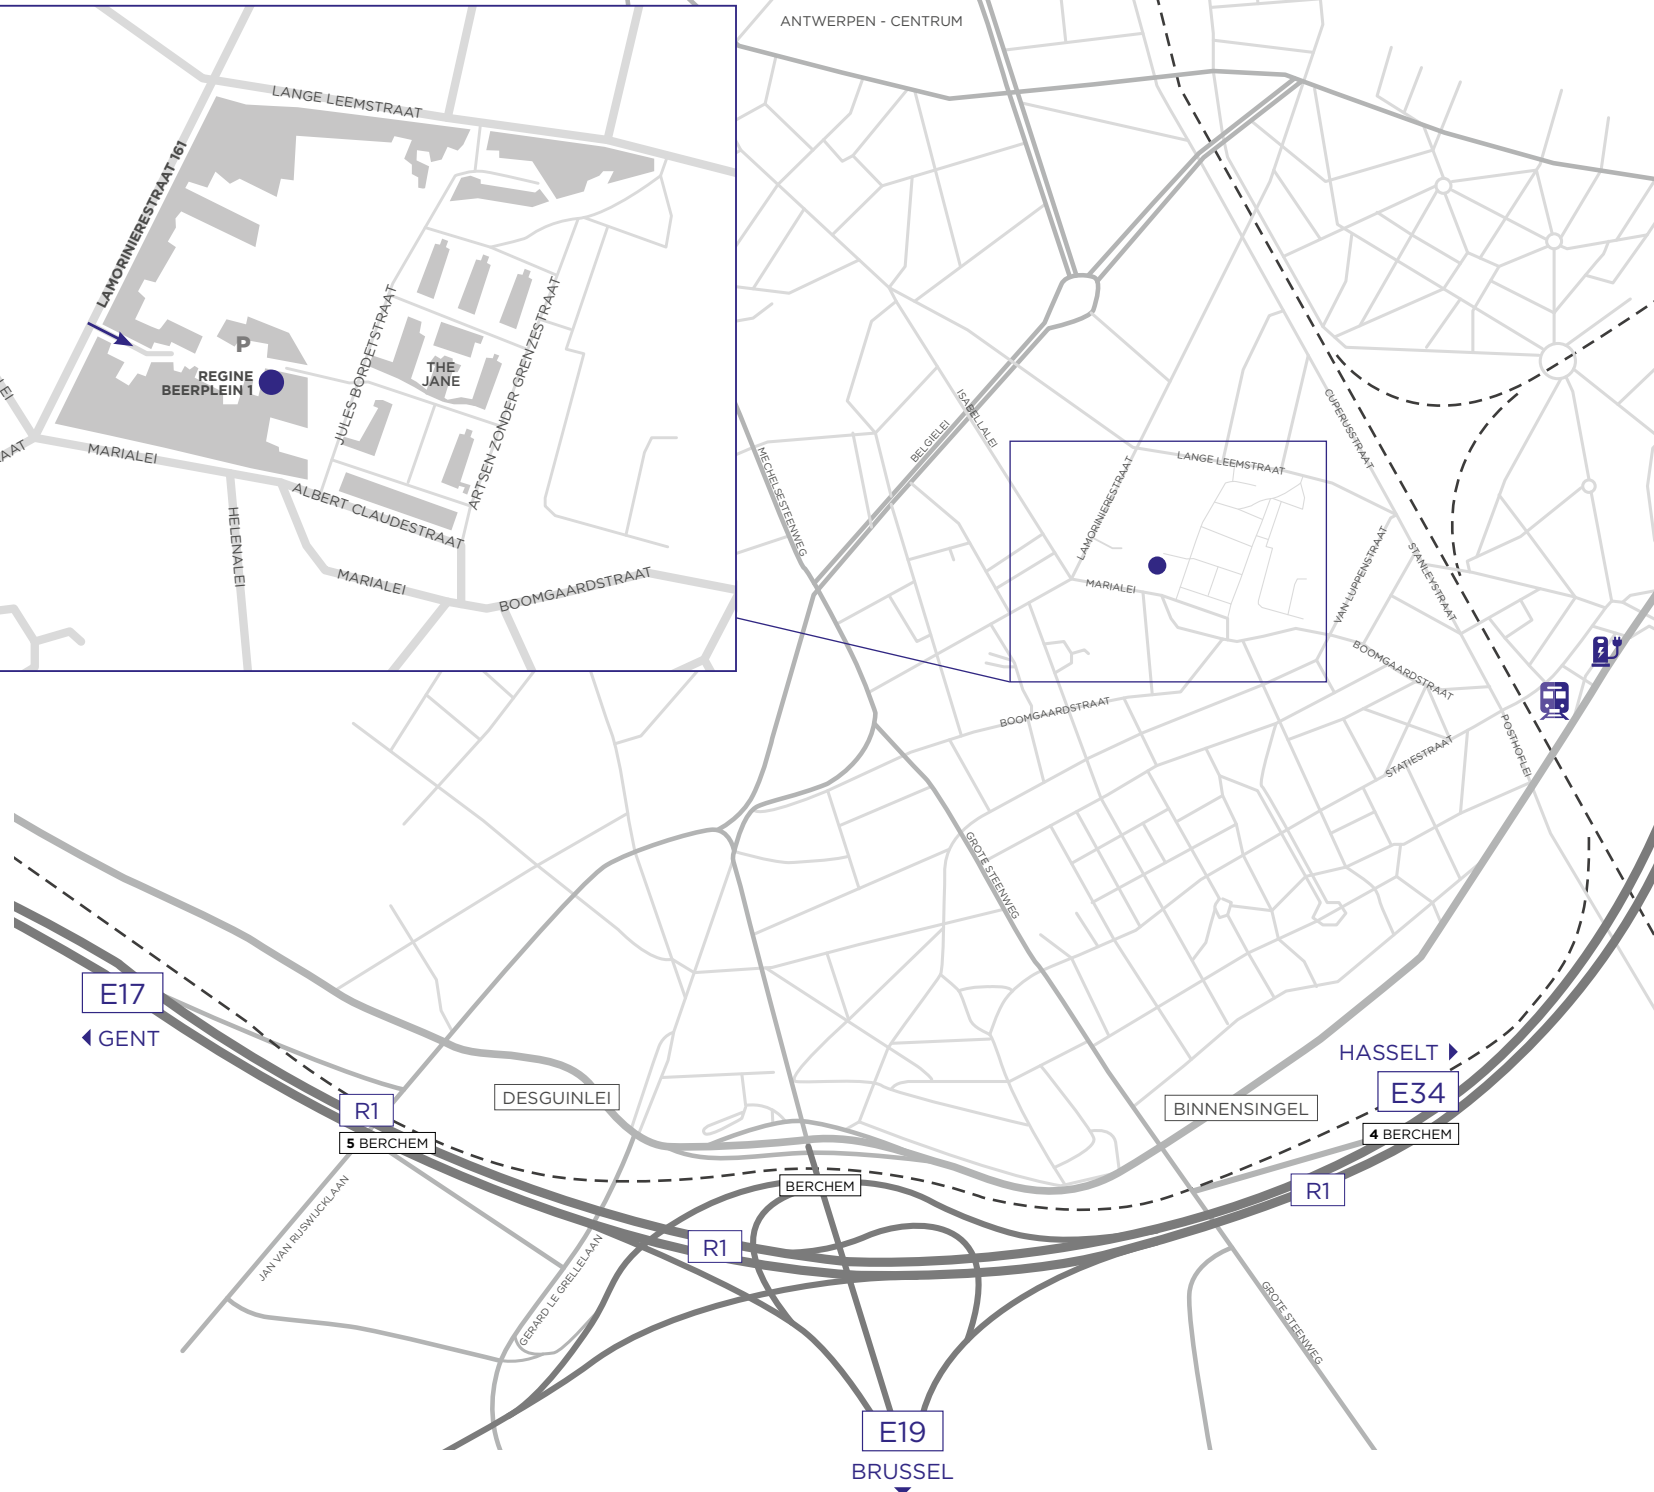 ANTWERPEN - CENTRUM
LANGE LEEMSTRAAT
LAMORINIERESTRAAT 161
P
REGINE
BEERPLEIN 1
JULES BORDETSTRAAT
THE
JANE
ARTSEN ZONDER GRENZESTRAAT
LEI
AAT
MARIALEI
ALBERT CLAUDESTRAAT
HELENALEI
MARIALEI
BOOMGAARDSTRAAT
MECHELSESTEENWEG
BELGIELEI
ISABELLALEI
CUPERUSSTRAAT
LANGE LEEMSTRAAT
LAMORINIERESTRAAT
MARIALEI
VAN LUPPENSTRAAT
STANLEYSTRAAT
BOOMGAARDSTRAAT
BOOMGAARDSTRAAT
STATIESTRAAT
POSTHOFLEI
GROTE STEENWEG
E17
GENT
HASSELT
E34
R1
DESGUINLEI
BINNENSINGEL
5 BERCHEM
4 BERCHEM
BERCHEM
R1
R1
JAN VAN RIJSWIJCKLAAN
GERARD LE GRELLELAAN
GROTE STEENWEG
E19
BRUSSEL